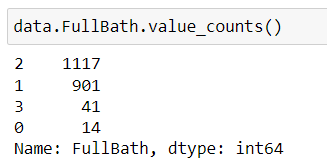 data.FullBath.value_counts()
2    1117
1     901
3      41
0      14
Name: FullBath, dtype: int64